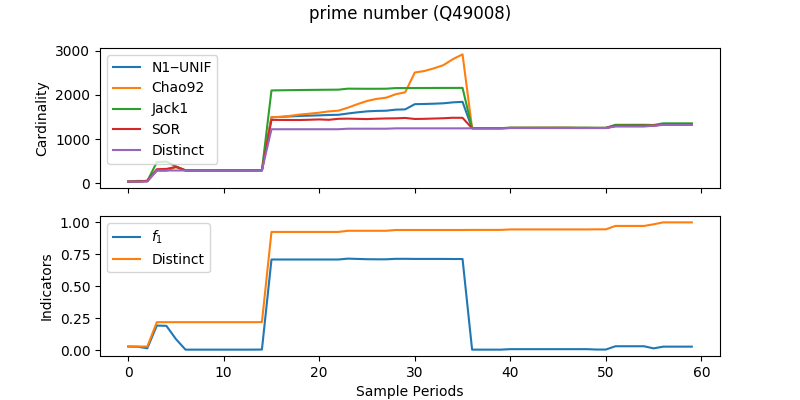 prime number (Q49008)
3000
2000
1000
0
Cardinality
N1−UNIF
Chao92
Jack1
SOR
Distinct
1.00
0.75
0.50
0.25
0.00
Indicators
f1
Distinct
0 10 20 30 40 50 60
Sample Periods